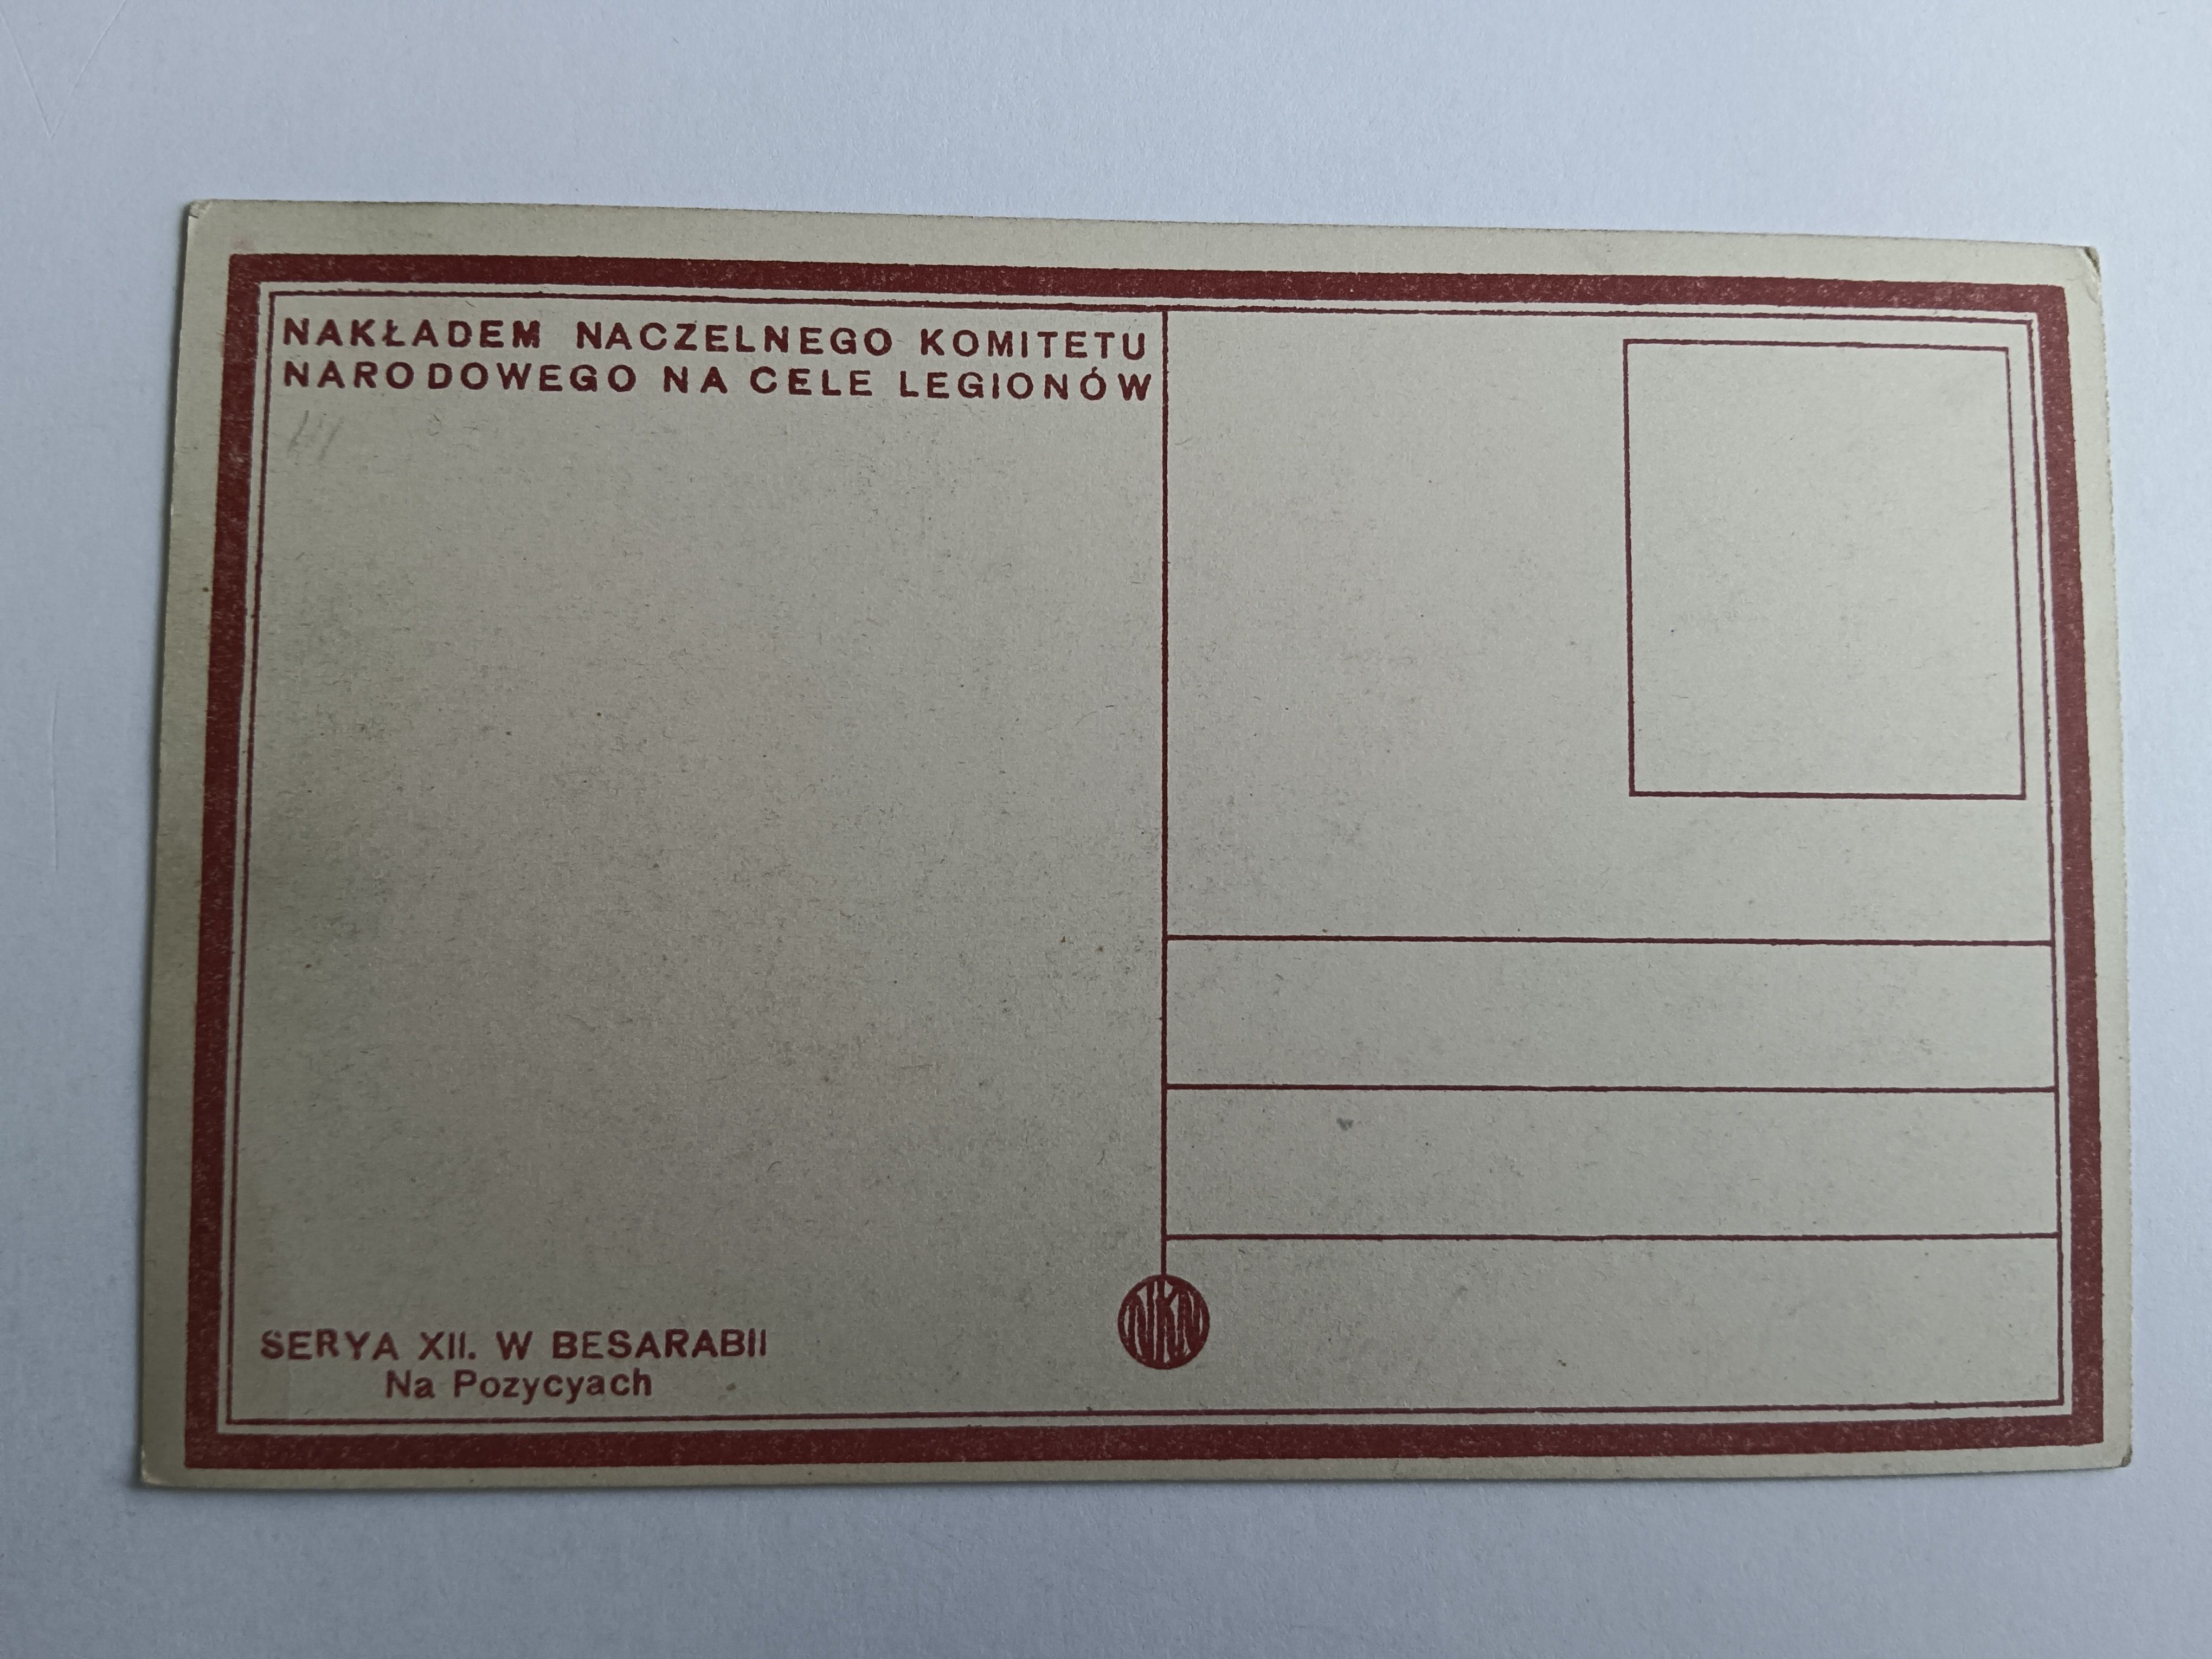 NAKŁADEM NACZELNEGO KOMITETU
NARODOWEGO NA CELE LEGIONÓW
SERYA XII. W BESARABII
Na Pozycyach
NKN